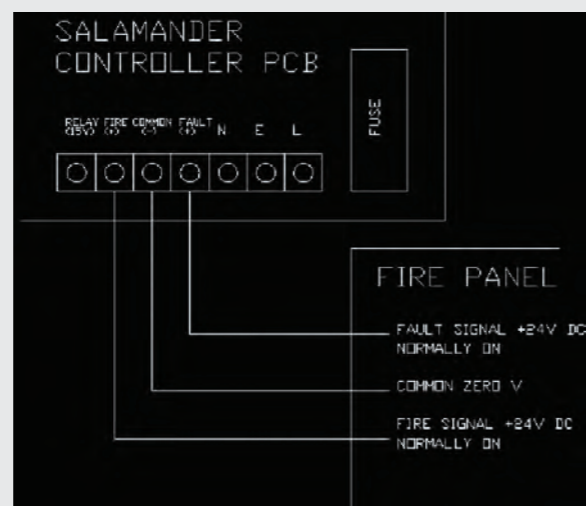 SALAMANDER
CONTROLLER PCB
RELAY FIRE COMMON FAULT N E L
(15V) (+) (-) (+)
FUSE
FIRE PANEL
FAULT SIGNAL +24V DC
NORMALLY ON
COMMON ZERO V
FIRE SIGNAL +24V DC
NORMALLY ON